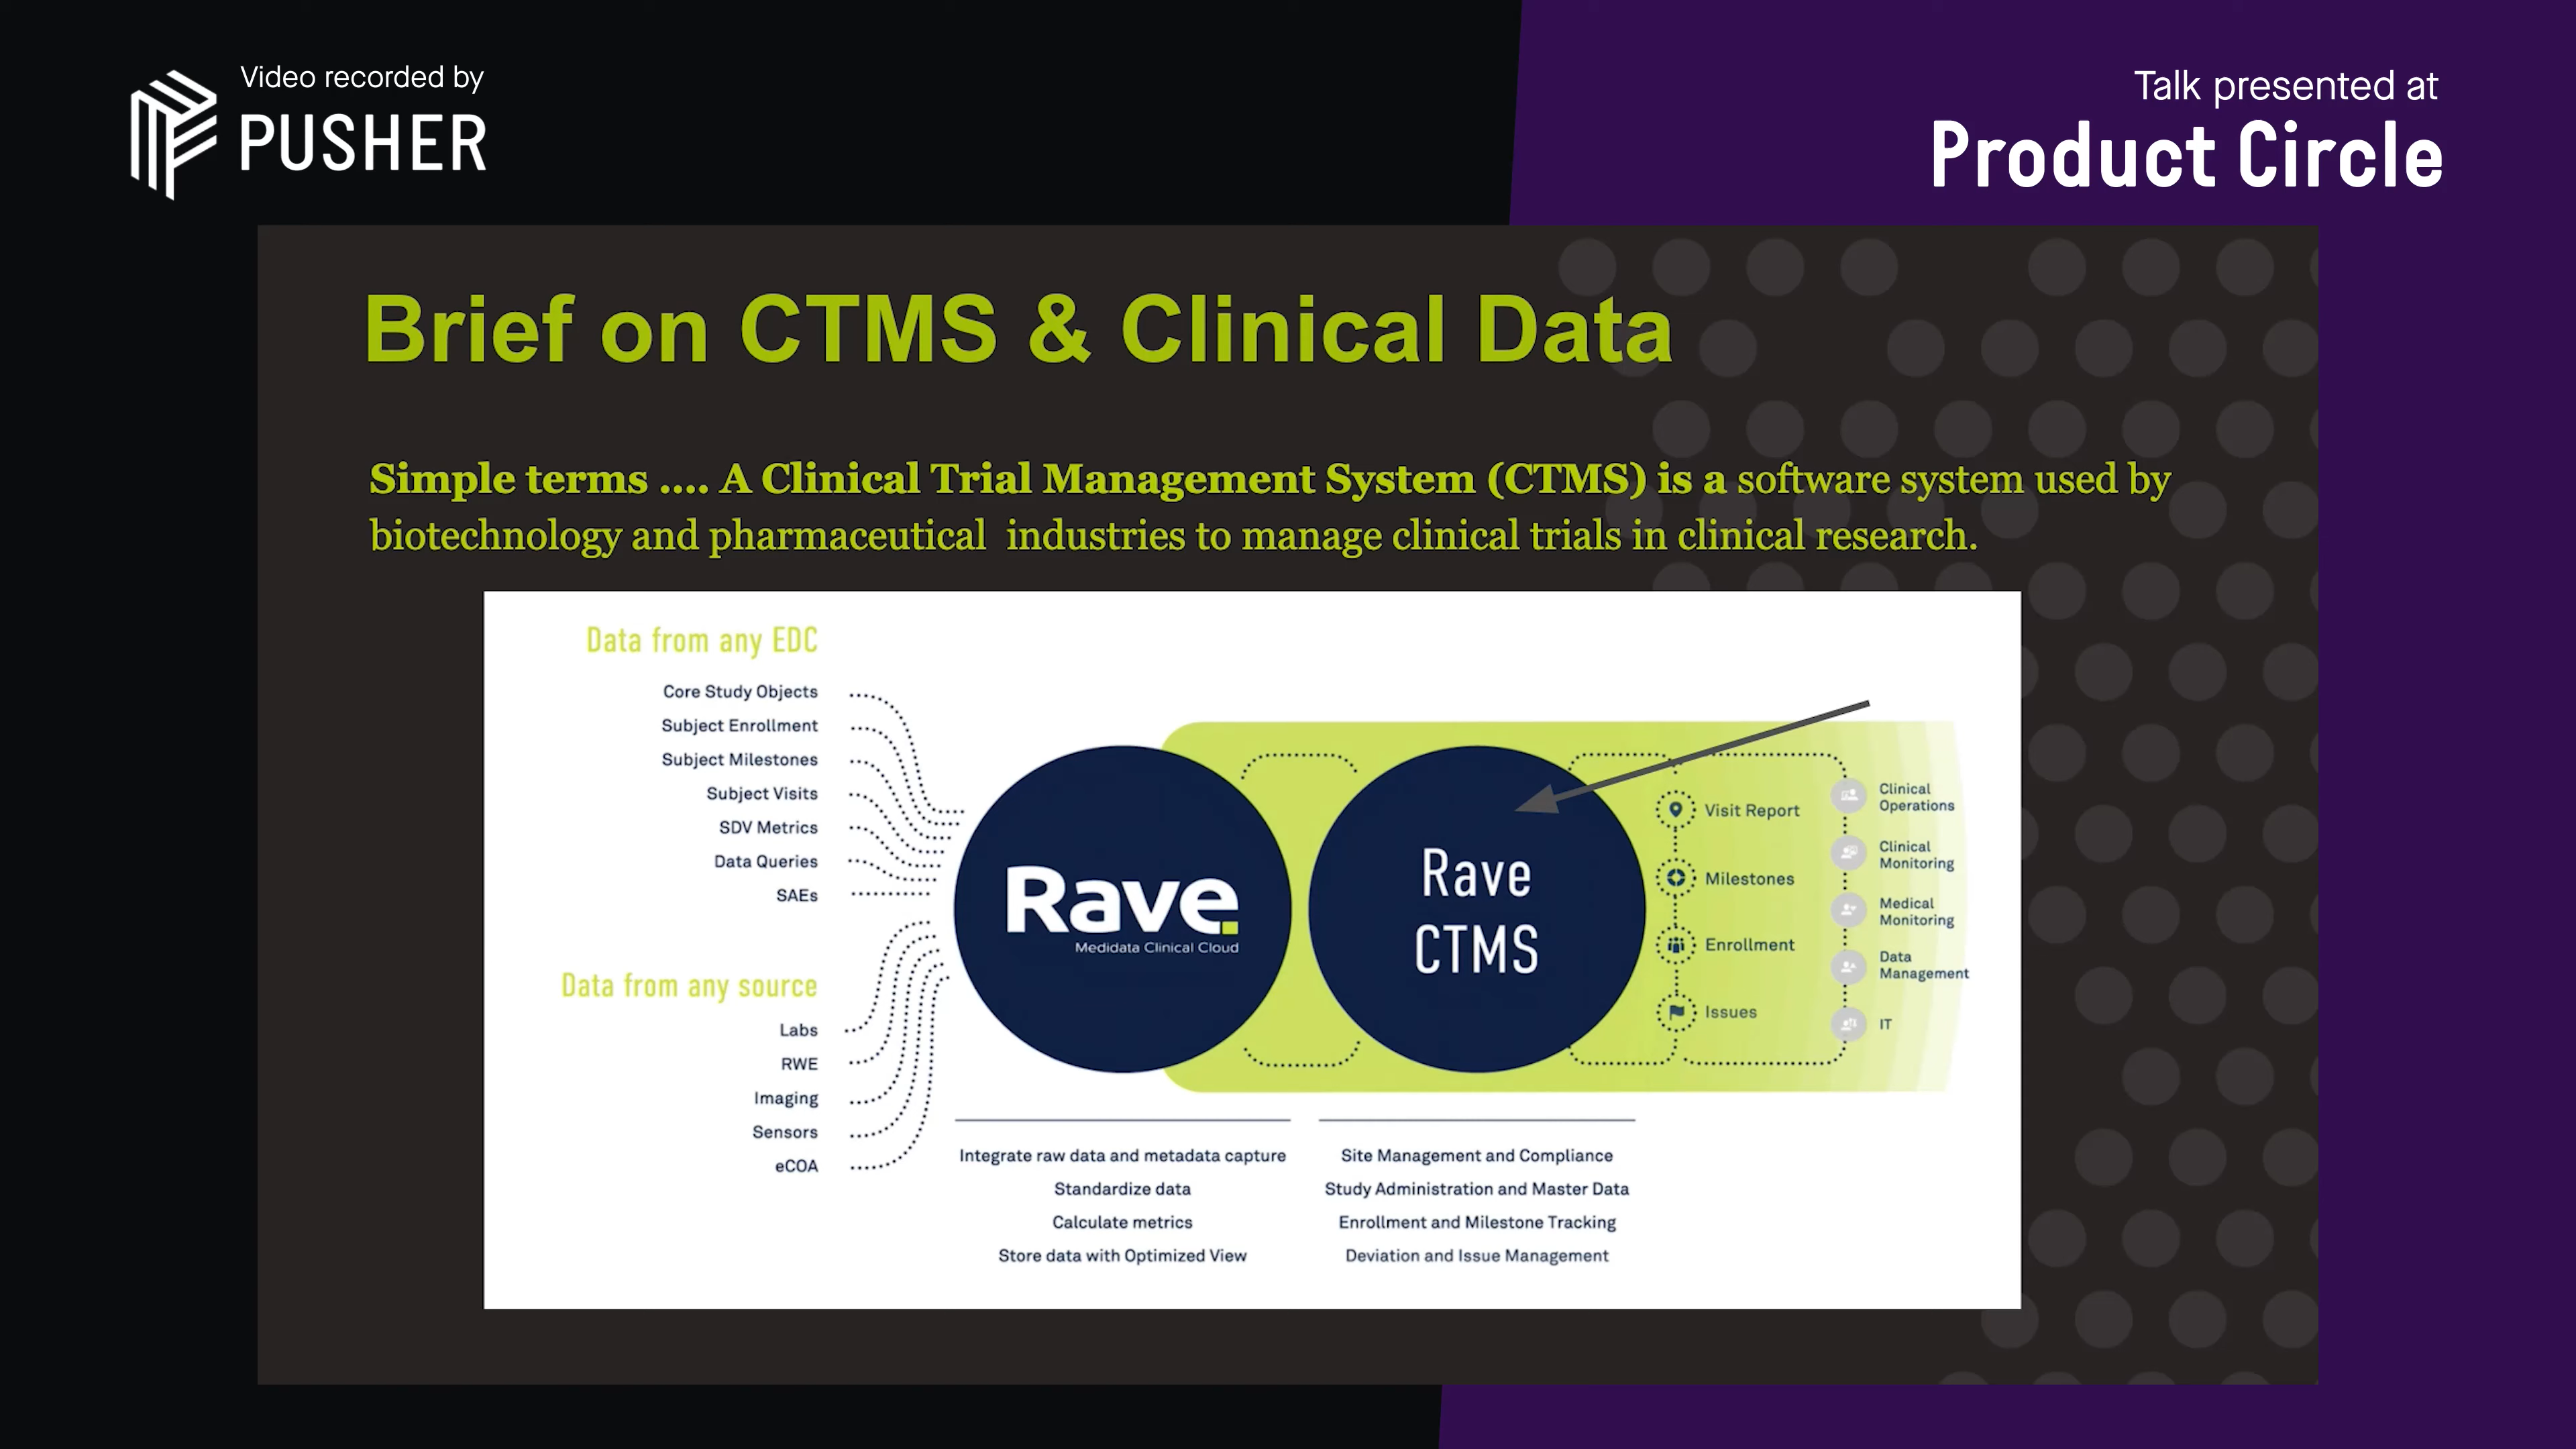 Video recorded by
PUSHER
Talk presented at
Product Circle
Brief on CTMS & Clinical Data
Simple terms .... A Clinical Trial Management System (CTMS) is a software system used by
biotechnology and pharmaceutical industries to manage clinical trials in clinical research.
Data from any EDC
Core Study Objects
Subject Enrollment
Subject Milestones
Subject Visits
SDV Metrics
Data Queries
SAEs
Data from any source
Labs
RWE
Imaging
Sensors
eCOA
Rave
Medidata Clinical Cloud
Integrate raw data and metadata capture
Standardize data
Calculate metrics
Store data with Optimized View
Rave
CTMS
Site Management and Compliance
Study Administration and Master Data
Enrollment and Milestone Tracking
Deviation and Issue Management
Visit Report
Milestones
Enrollment
Issues
Clinical
Operations
Clinical
Monitoring
Medical
Monitoring
Data
Management
IT